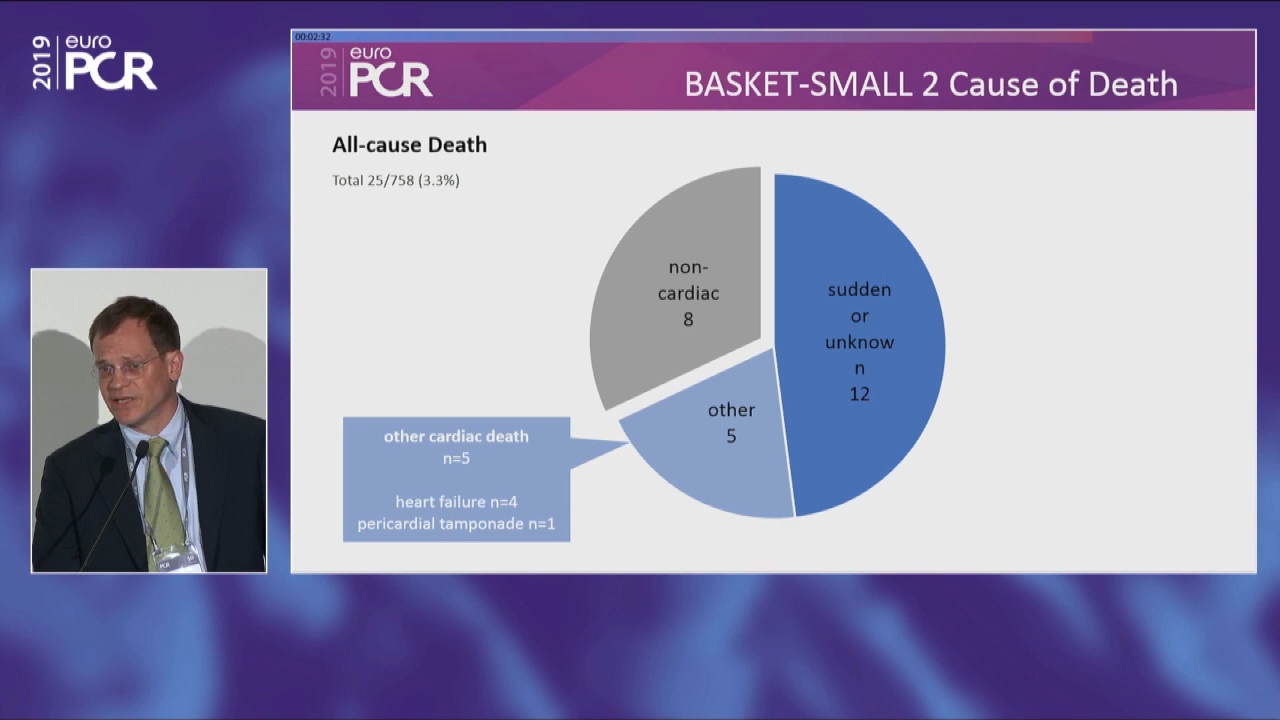 2019
euro
PCR
00:02:32
2019
euro
PCR
BASKET-SMALL 2 Cause of Death
All-cause Death
Total 25/758 (3.3%)
non-
cardiac
8
sudden
or
unknow
n
12
other
5
other cardiac death
n=5
heart failure n=4
pericardial tamponade n=1
PCR